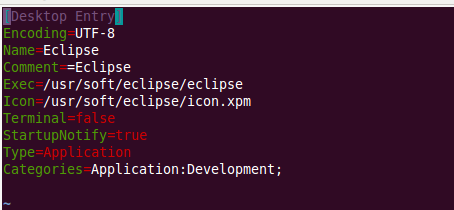 [Desktop Entry]
Encoding=UTF-8
Name=Eclipse
Comment==Eclipse
Exec=/usr/soft/eclipse/eclipse
Icon=/usr/soft/eclipse/icon.xpm
Terminal=false
StartupNotify=true
Type=Application
Categories=Application:Development;
~